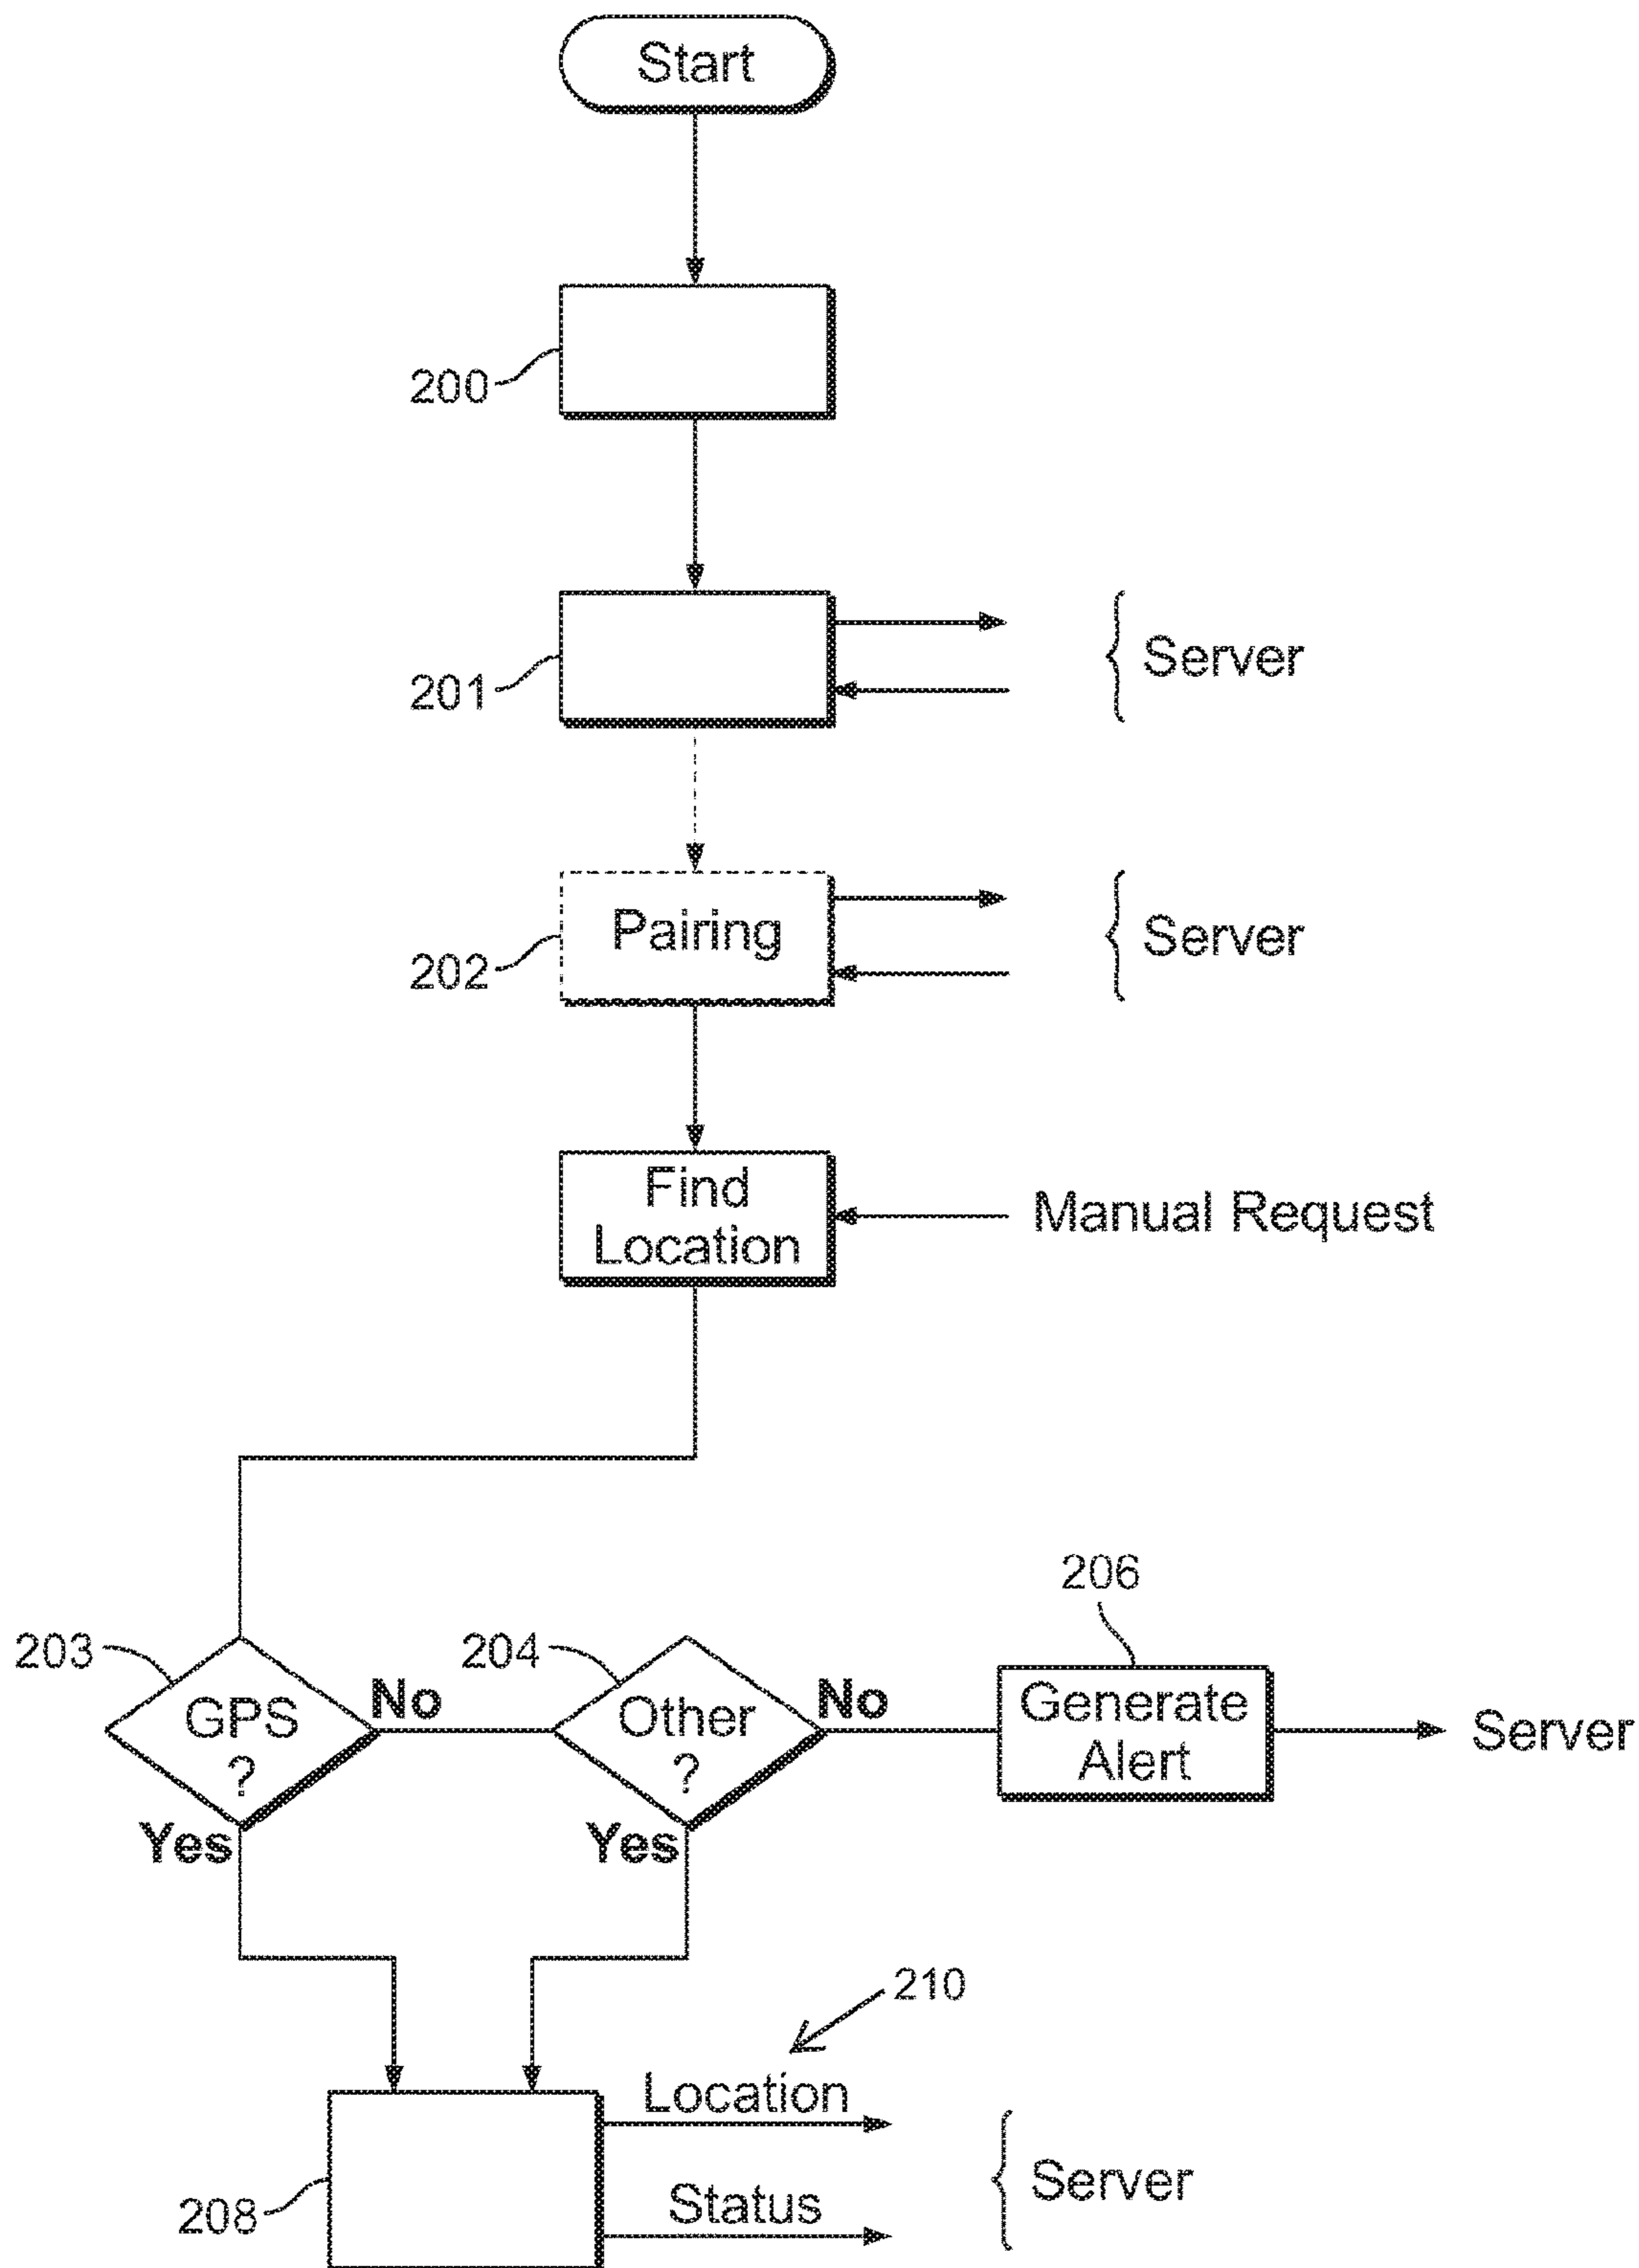 Start
200
201
Server
Pairing
202
Server
Find
Location
Manual Request
206
203
204
No
No
GPS
?
Other
?
Generate
Alert
Server
Yes
Yes
210
Location
Status
Server
208